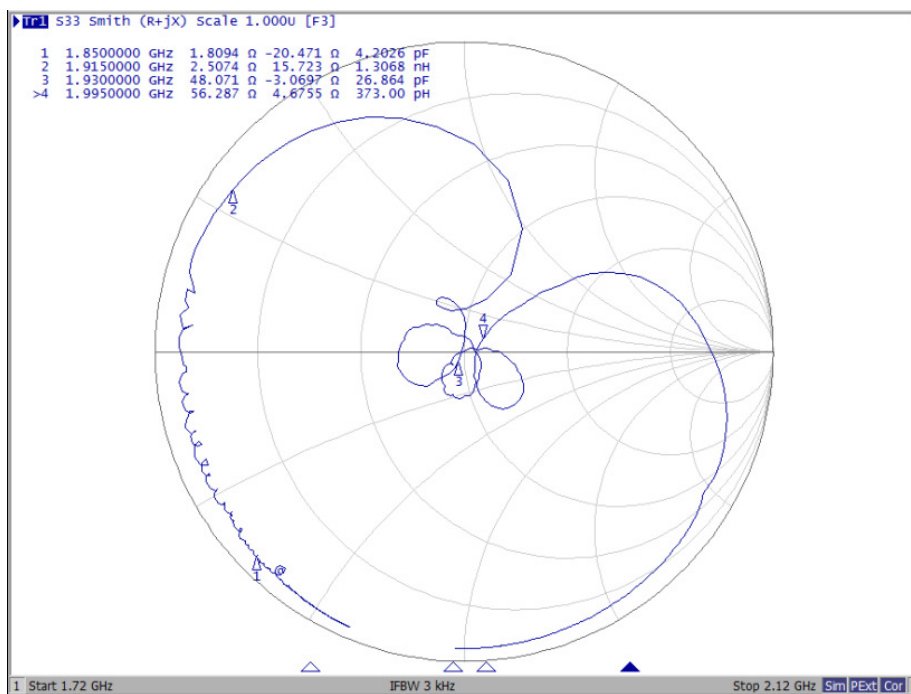 Tr1 S33 Smith (R+jX) Scale 1.000U [F3]
1 1.8500000 GHz 1.8094 Ω -20.471 Ω 4.2026 pF
2 1.9150000 GHz 2.5074 Ω 15.723 Ω 1.3068 nH
3 1.9300000 GHz 48.071 Ω -3.0697 Ω 26.864 pF
>4 1.9950000 GHz 56.287 Ω 4.6755 Ω 373.00 pH
2
4
3
1
1 Start 1.72 GHz IFBW 3 kHz Stop 2.12 GHz Sim PExt Cor